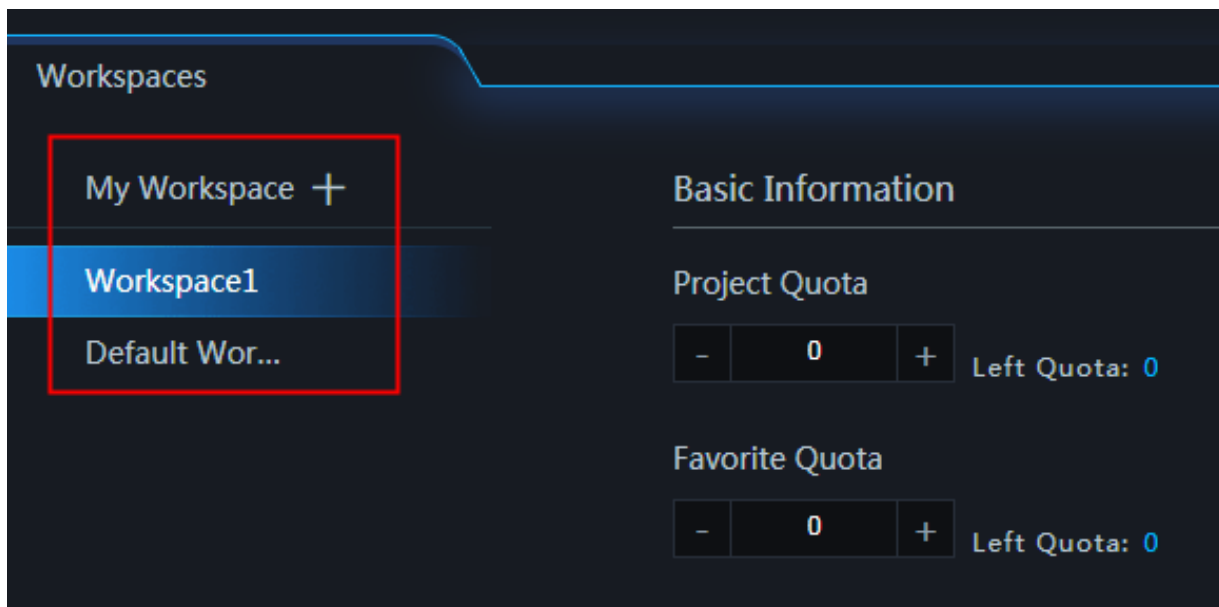 Workspaces
My Workspace +
Workspace1
Default Wor...
Basic Information
Project Quota
- 0 + Left Quota: 0
Favorite Quota
- 0 + Left Quota: 0